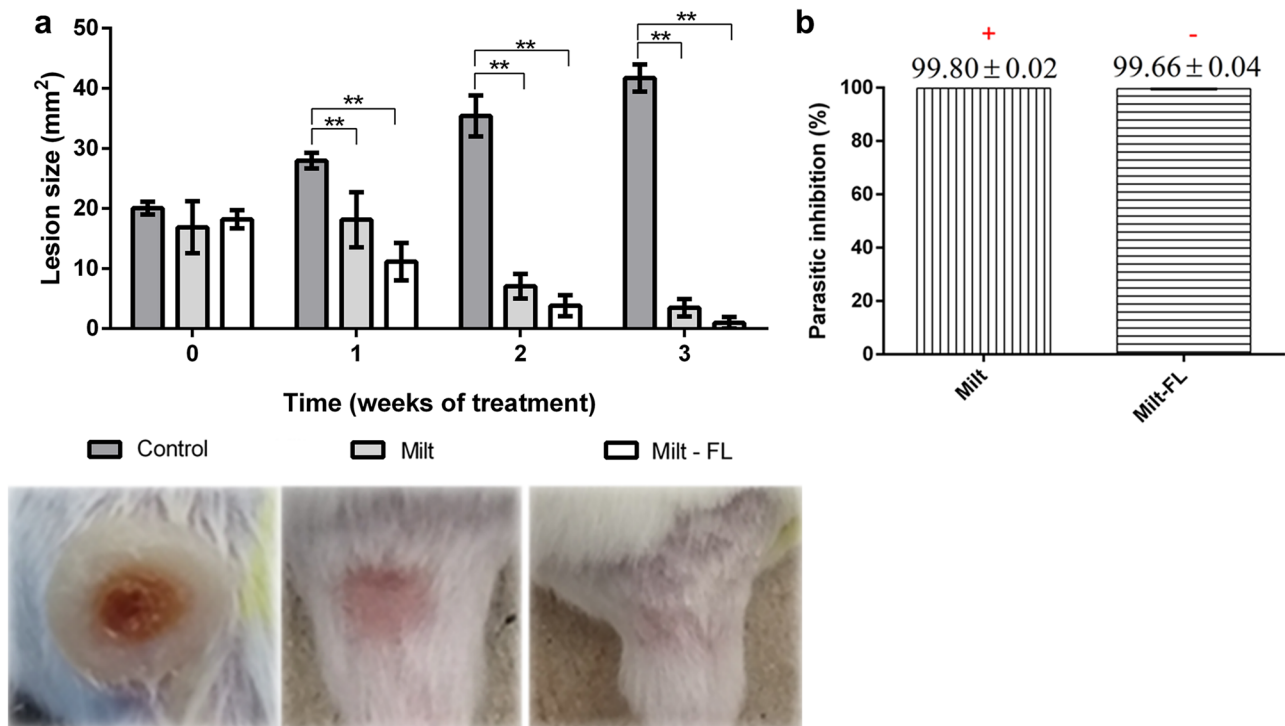 a
50
40
30
20
10
0
Lesion size (mm²)
**
**
**
**
**
**
0 1 2 3
Time (weeks of treatment)
Control Milt Milt - FL
b
+ -
99.80 ± 0.02 99.66 ± 0.04
100
80
60
40
20
0
Parasitic inhibition (%)
Milt Milt-FL